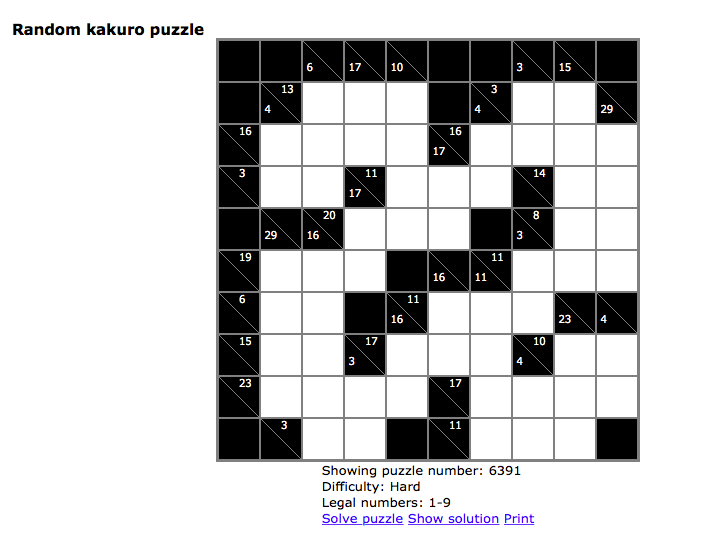 Random kakuro puzzle
6 17 10 3 15
13 4 3 4 29
16 16 17
3 11 17 14
29 20 16 8 3
19 16 11 11
6 11 16 23 4
15 17 3 10 4
23 17
3 11
Showing puzzle number: 6391
Difficulty: Hard
Legal numbers: 1-9
Solve puzzle Show solution Print